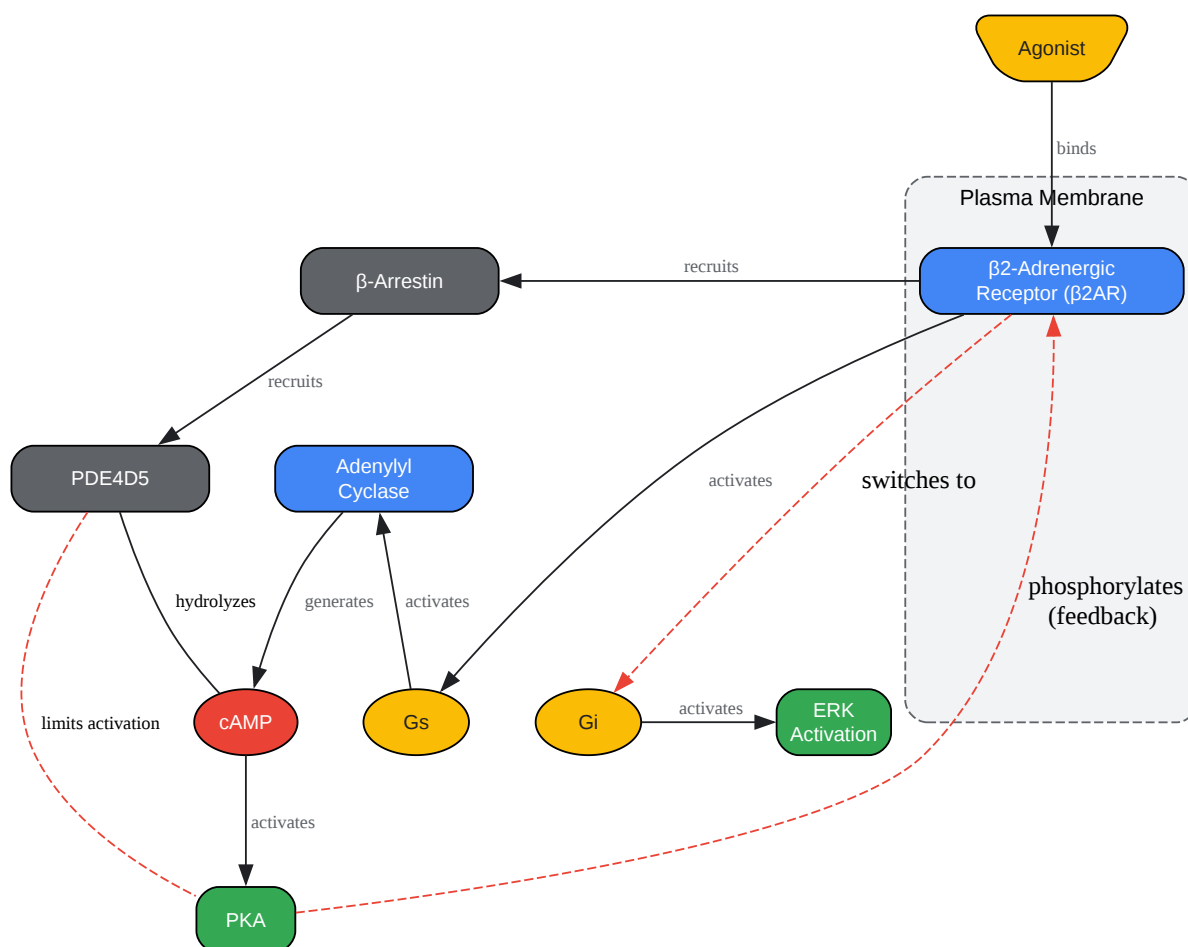 Agonist
binds
Plasma Membrane
β-Arrestin
recruits
β2-Adrenergic
Receptor (β2AR)
recruits
PDE4D5
Adenylyl
Cyclase
activates
switches to
hydrolyzes
generates
activates
phosphorylates
(feedback)
limits activation
cAMP
Gs
Gi
activates
ERK
Activation
activates
PKA